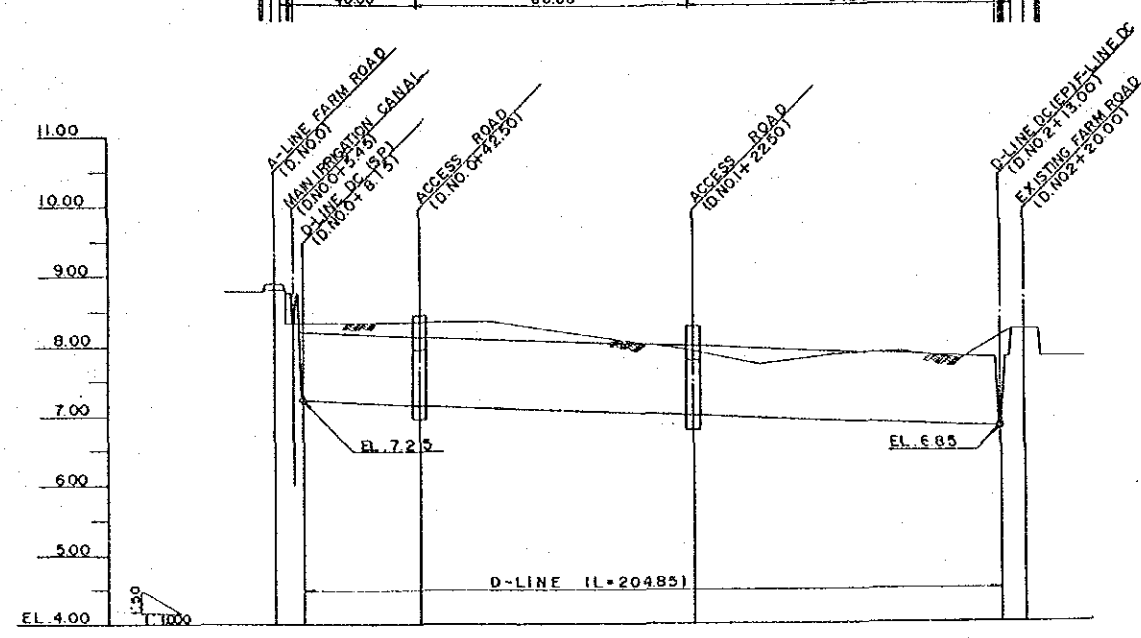 40.00
A-LINE FARM ROAD
(D.NO.0)
MAIN IRRIGATION CANAL
(D.NO.0+5.45)
D-LINE DC (SP)
(D.NO.0+8.15)
ACCESS ROAD
(D.NO.0+42.50)
ACCESS ROAD
(D.NO.1+22.50)
D-LINE DC(EP)F-LINE DC
(D.NO.2+13.00)
EXISTING FARM ROAD
(D.NO.2+20.00)
11.00
10.00
9.00
8.00
7.00
EL.7.25
EL.6.85
6.00
5.00
D-LINE (L=204.85)
1:50
1:1000
EL.4.00